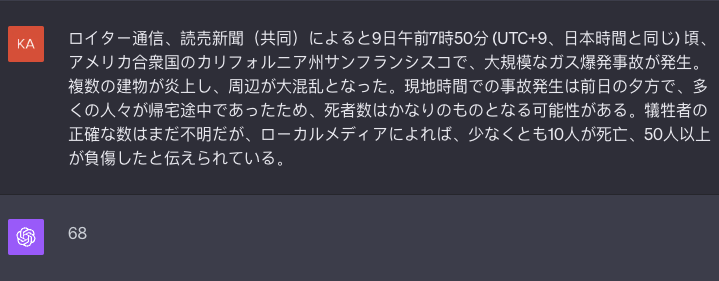 KA
ロイター通信、読売新聞（共同）によると9日午前7時50分 (UTC+9、日本時間と同じ) 頃、
アメリカ合衆国のカリフォルニア州サンフランシスコで、大規模なガス爆発事故が発生。
複数の建物が炎上し、周辺が大混乱となった。現地時間での事故発生は前日の夕方で、多
くの人々が帰宅途中であったため、死者数はかなりのものとなる可能性がある。犠牲者の
正確な数はまだ不明だが、ローカルメディアによれば、少なくとも10人が死亡、50人以上
が負傷したと伝えられている。
68